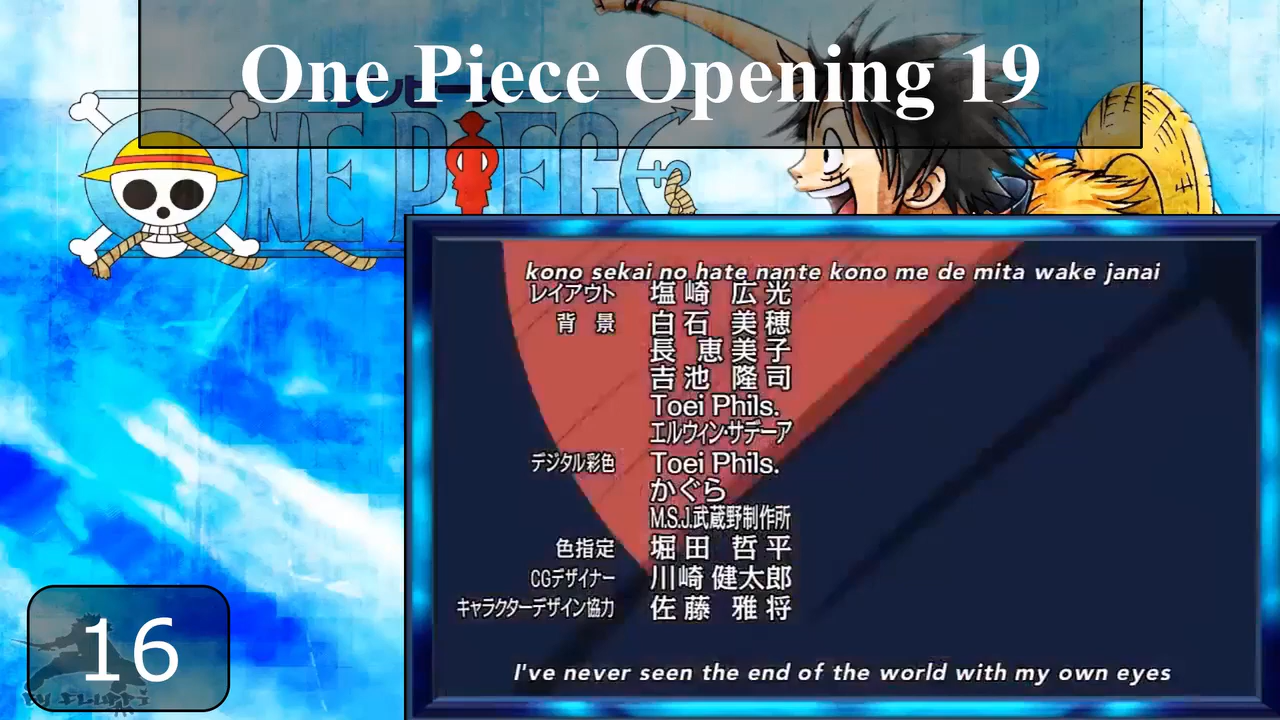 One Piece Opening 19
ONE PIECE
kono sekai no hate nante kono me de mita wake janai
レイアウト 塩崎 広光
背景 白石 美穂
長 恵美子
吉池 隆司
Toei Phils.
エルウィン・サデーア
デジタル彩色 Toei Phils.
かぐら
M.S.J.武蔵野制作所
色指定 堀田 哲平
CGデザイナー 川崎 健太郎
キャラクターデザイン協力 佐藤 雅将
I've never seen the end of the world with my own eyes
16